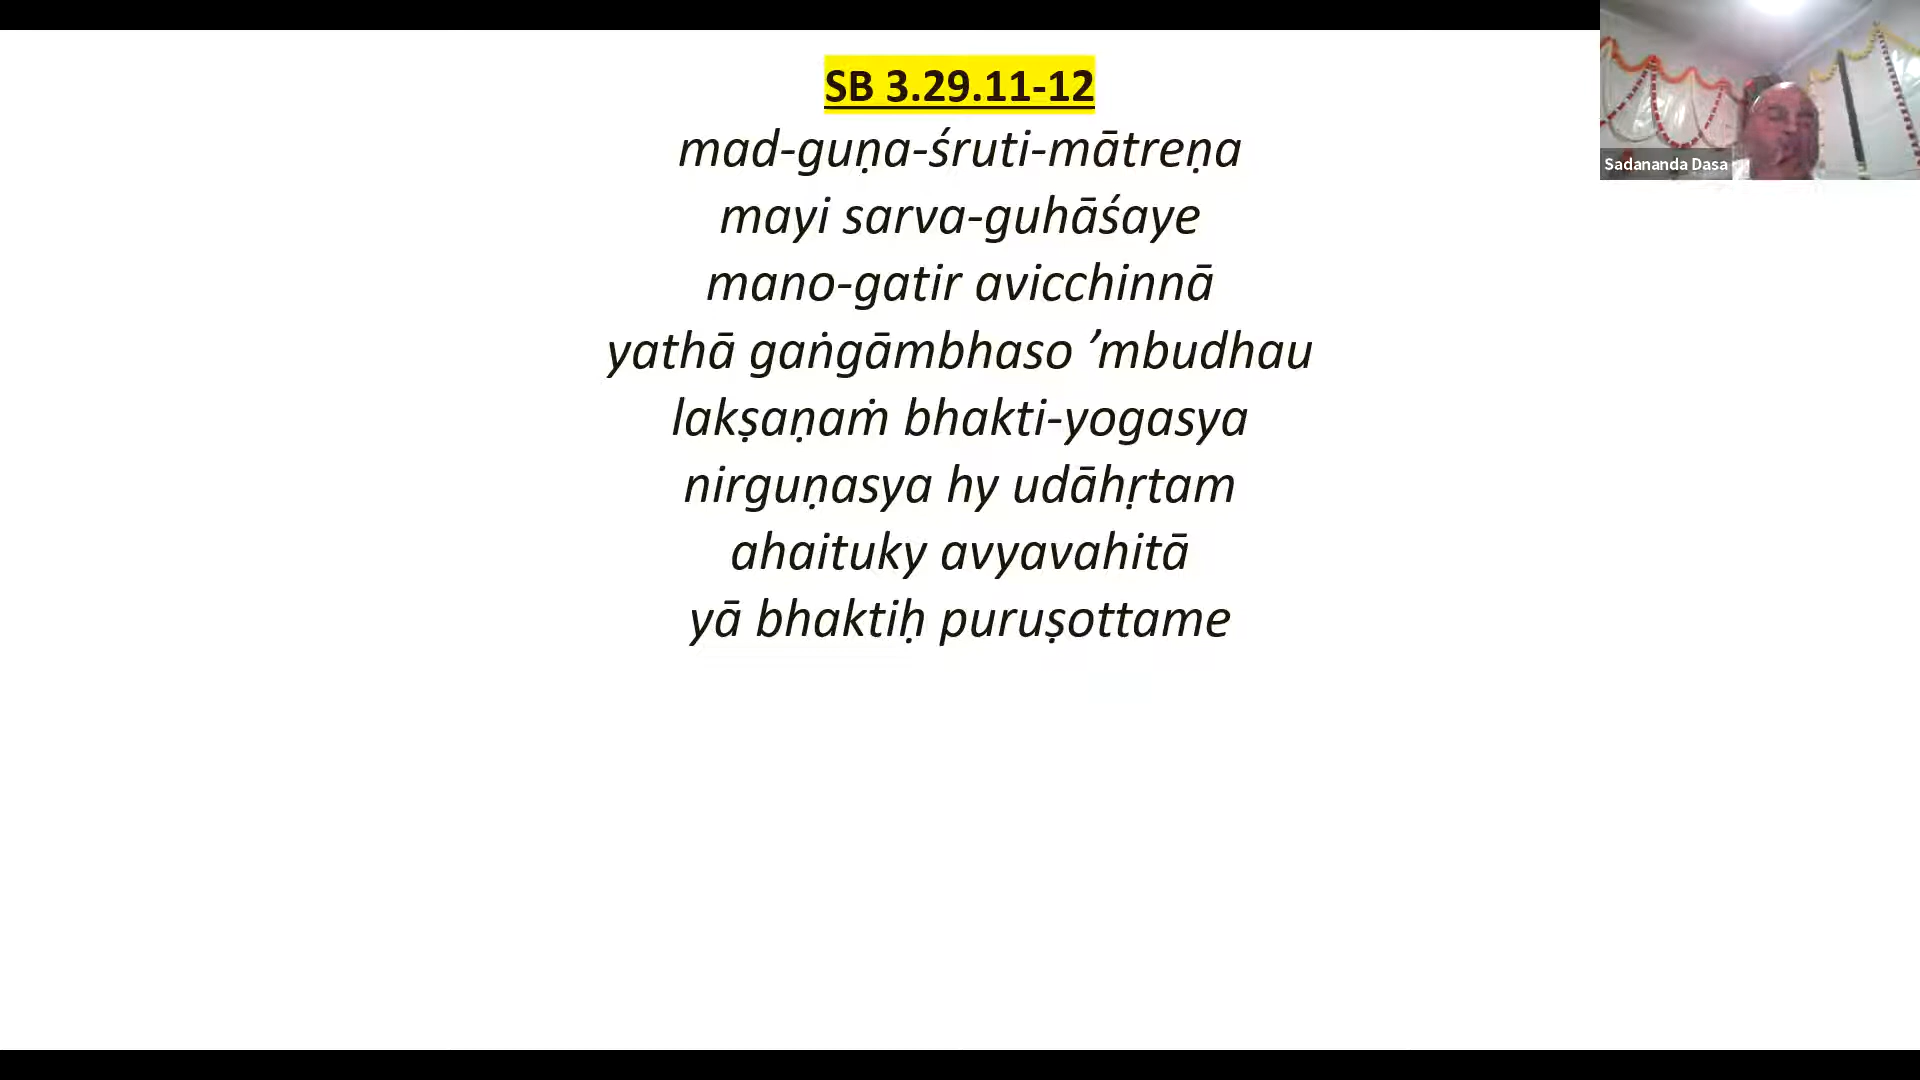 SB 3.29.11-12
mad-guṇa-śruti-mātreṇa
mayi sarva-guhāśaye
mano-gatir avicchinnā
yathā gaṅgāmbhaso ’mbudhau
lakṣaṇaṁ bhakti-yogasya
nirguṇasya hy udāhṛtam
ahaituky avyavahitā
yā bhaktiḥ puruṣottame
Sadananda Dasa